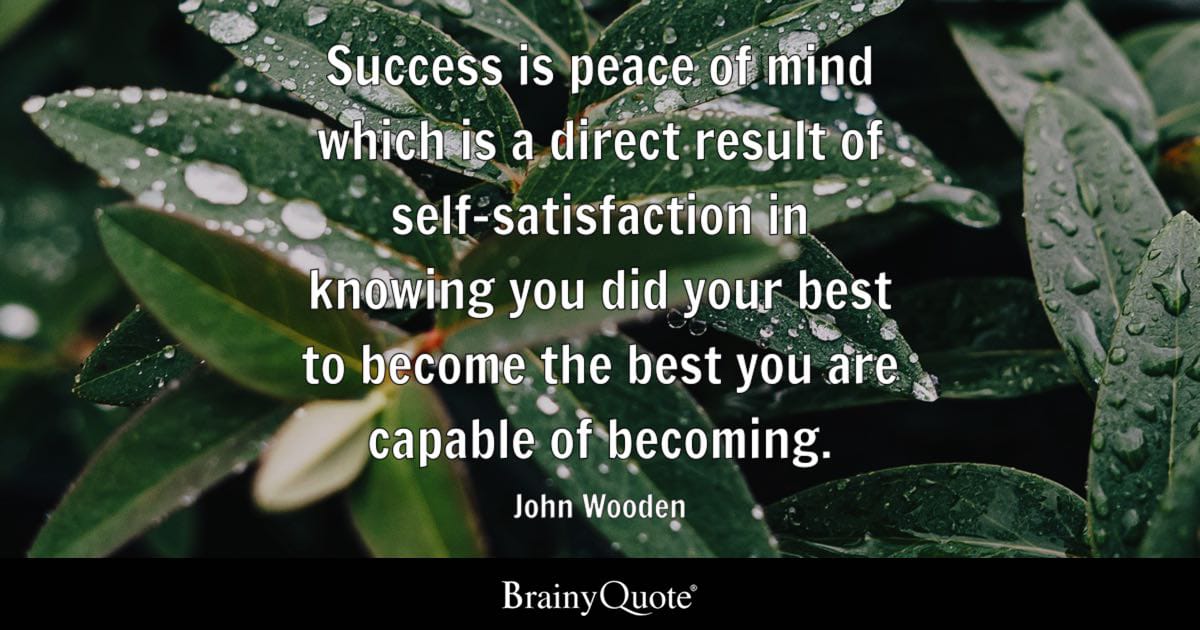 Success is peace of mind
which is a direct result of
self-satisfaction in
knowing you did your best
to become the best you are
capable of becoming.
John Wooden
BrainyQuote®